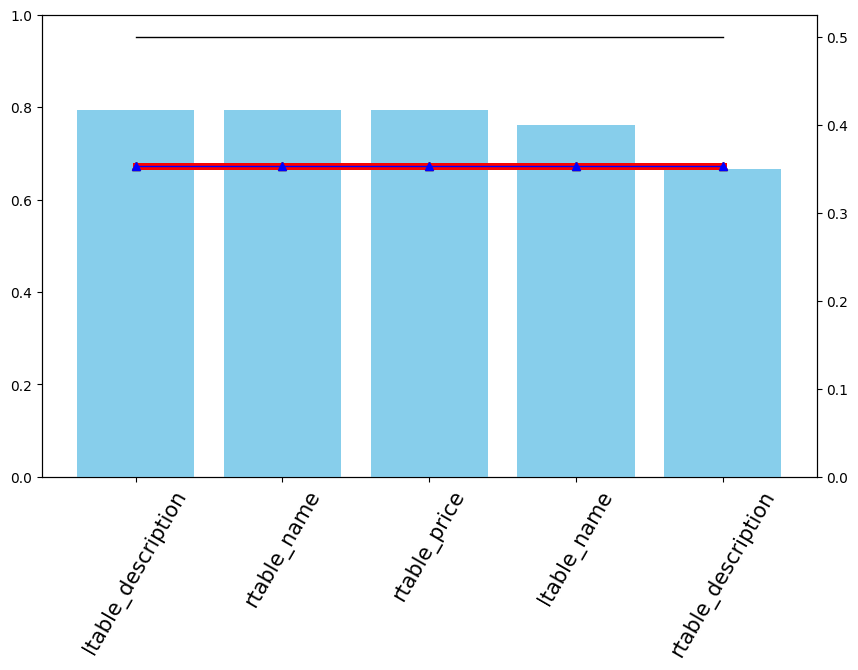 1.0
0.8
0.6
0.4
0.2
0.0
0.5
0.4
0.3
0.2
0.1
0.0
ltable_description
rtable_name
rtable_price
ltable_name
rtable_description